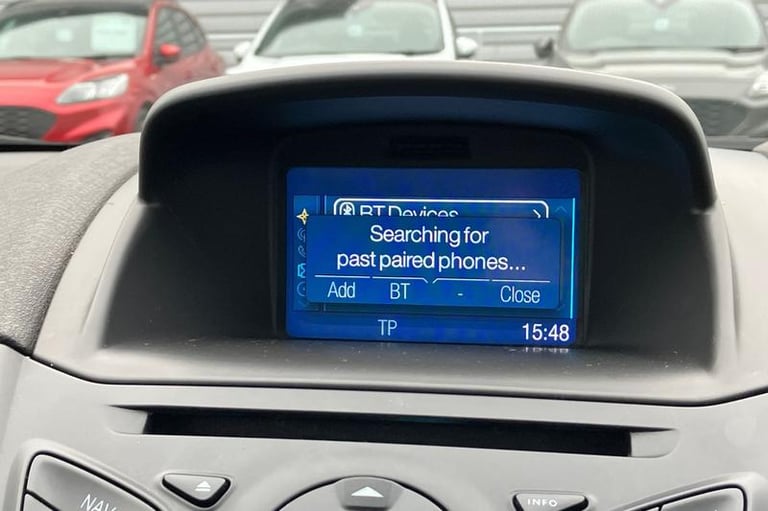 BT Devices
Searching for
past paired phones...
Add BT - Close
TP 15:48
NAV
INFO